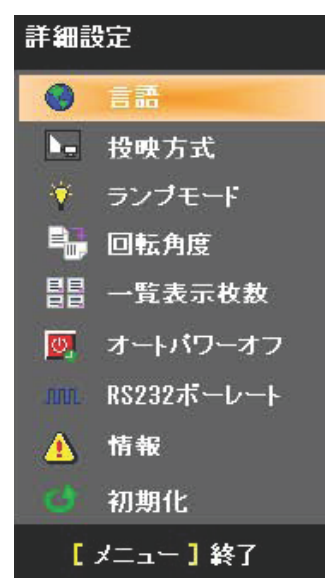 詳細設定
言語
投映方式
ランプモード
回転角度
一覧表示枚数
オートパワーオフ
RS232ボーレート
情報
初期化
[メニュー]終了